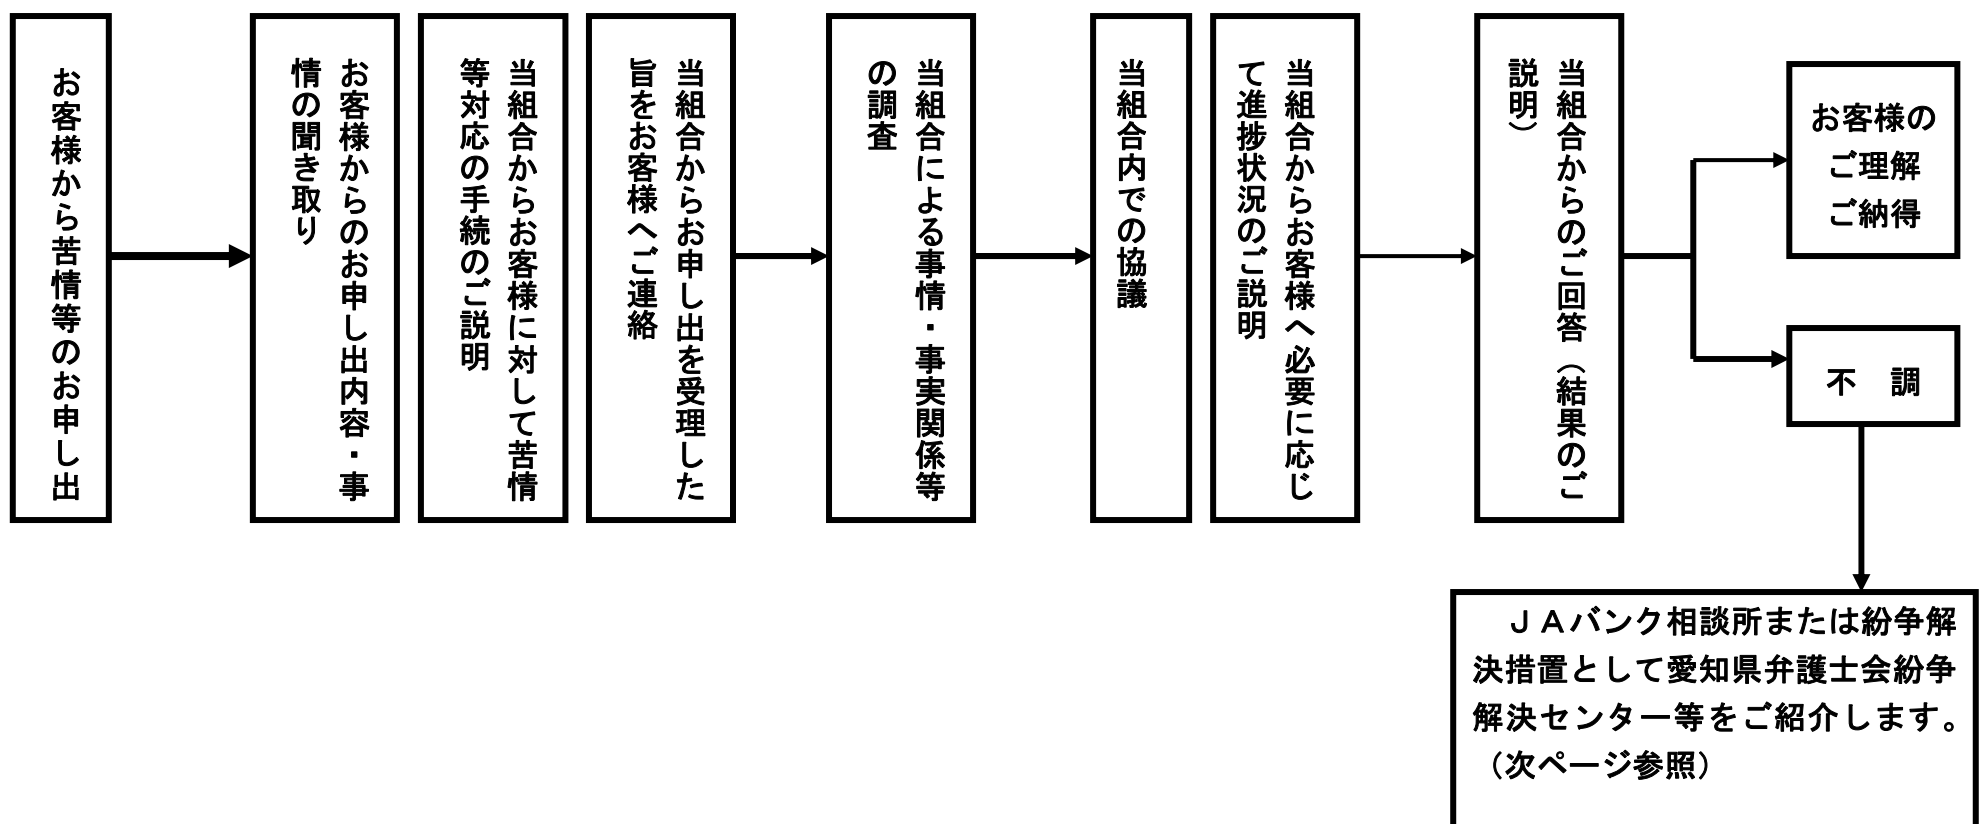 お客様から苦情等のお申し出
お客様からのお申し出内容・事
情の聞き取り
当組合からお客様に対して苦情
等対応の手続のご説明
当組合からお申し出を受理した
旨をお客様へご連絡
当組合による事情・事実関係等
の調査
当組合内での協議
当組合からお客様へ必要に応じ
て進捗状況のご説明
当組合からのご回答（結果のご
説明）
お客様の
ご理解
ご納得
不　調
ＪＡバンク相談所または紛争解
決措置として愛知県弁護士会紛争
解決センター等をご紹介します。
（次ページ参照）